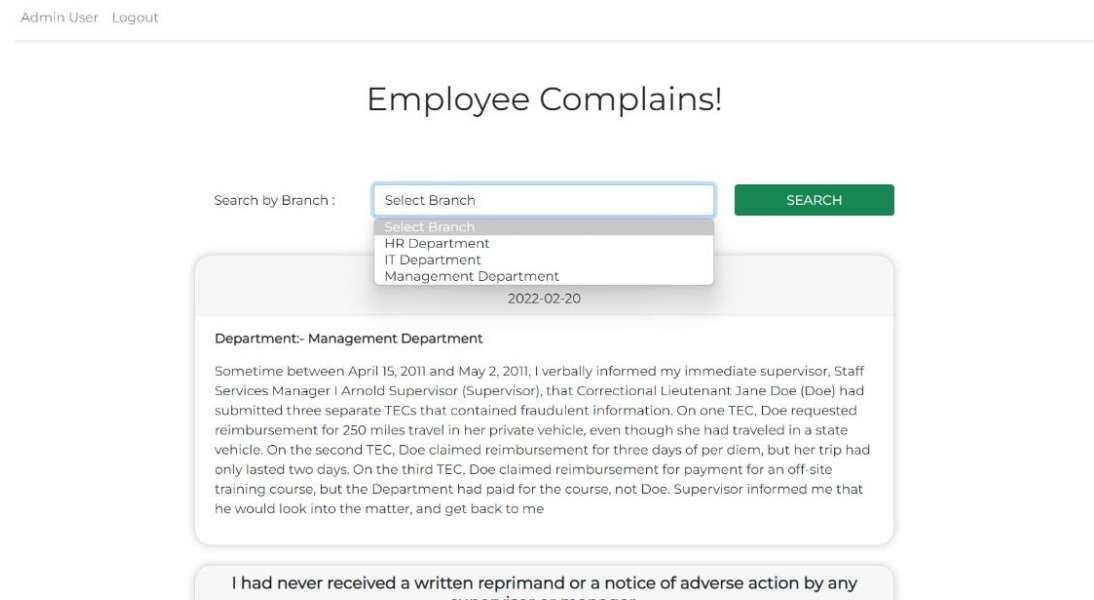 Admin User Logout
Employee Complains!
Search by Branch :
Select Branch
SEARCH
Select Branch
HR Department
IT Department
Management Department
2022-02-20
Department:- Management Department
Sometime between April 15, 2011 and May 2, 2011, I verbally informed my immediate supervisor, Staff
Services Manager I Arnold Supervisor (Supervisor), that Correctional Lieutenant Jane Doe (Doe) had
submitted three separate TECs that contained fraudulent information. On one TEC, Doe requested
reimbursement for 250 miles travel in her private vehicle, even though she had traveled in a state
vehicle. On the second TEC, Doe claimed reimbursement for three days of per diem, but her trip had
only lasted two days. On the third TEC, Doe claimed reimbursement for payment for an off-site
training course, but the Department had paid for the course, not Doe. Supervisor informed me that
he would look into the matter, and get back to me
I had never received a written reprimand or a notice of adverse action by any
supervisor or manager